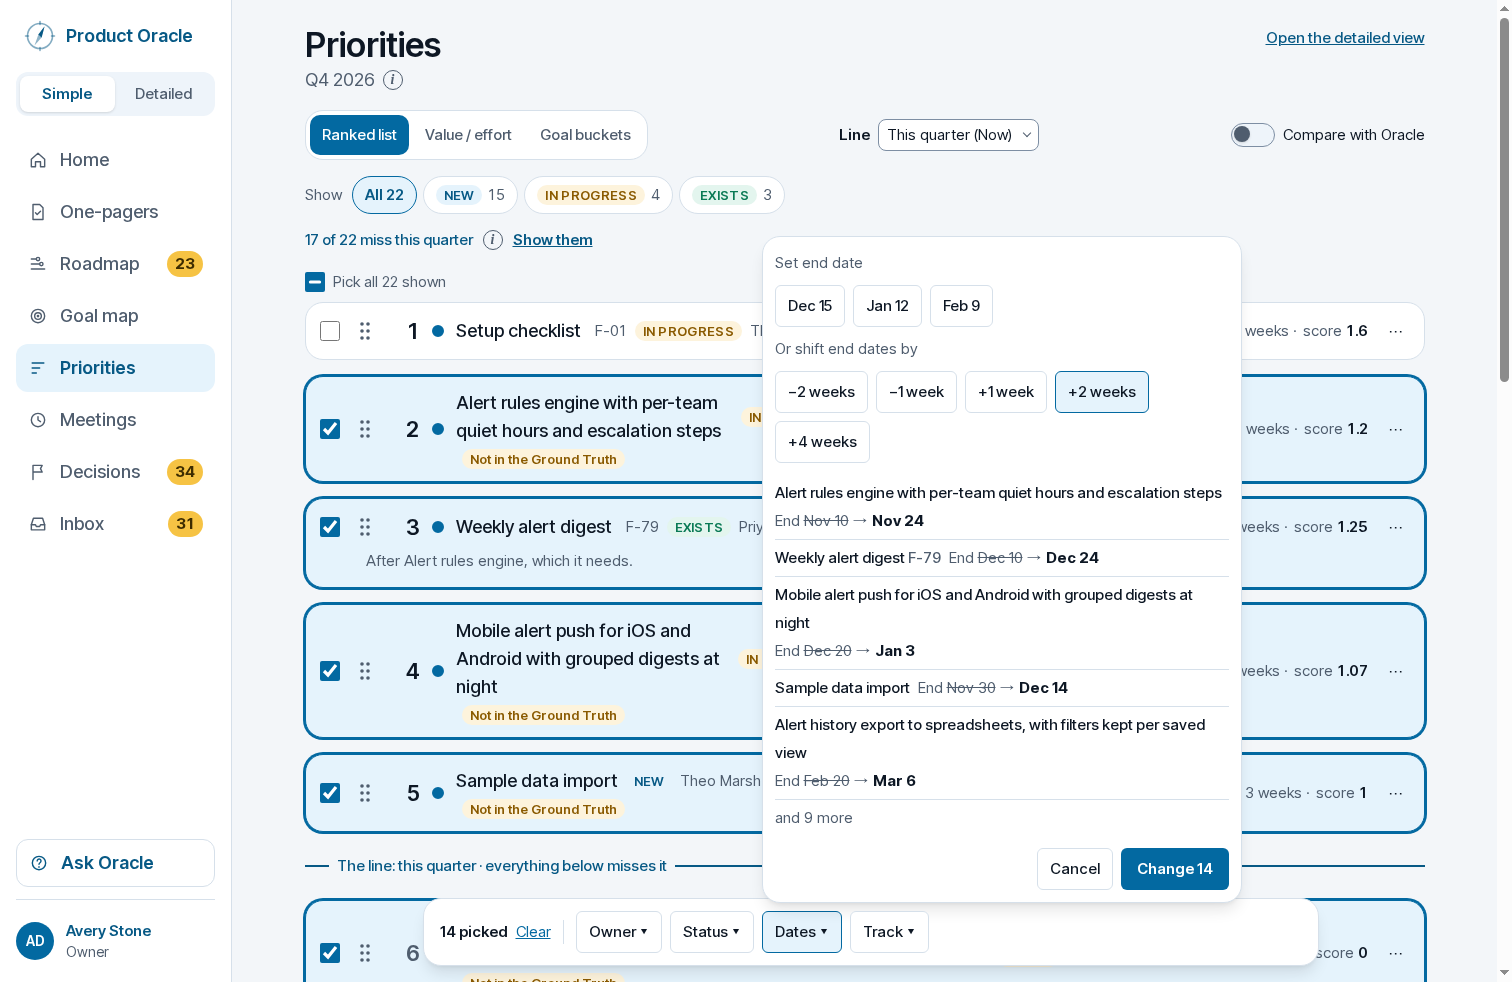 Product Oracle
Simple
Detailed
Home
One-pagers
Roadmap 23
Goal map
Priorities
Meetings
Decisions 34
Inbox 31
Ask Oracle
AD
Avery Stone
Owner
Priorities
Open the detailed view
Q4 2026 i
Ranked list
Value / effort
Goal buckets
Line This quarter (Now)
Compare with Oracle
Show All 22 NEW 15 IN PROGRESS 4 EXISTS 3
17 of 22 miss this quarter i Show them
Pick all 22 shown
1 Setup checklist F-01 IN PROGRESS weeks · score 1.6 ...
2 Alert rules engine with per-team
quiet hours and escalation steps
IN
weeks · score 1.2 ...
Not in the Ground Truth
3 Weekly alert digest F-79 EXISTS weeks · score 1.25 ...
After Alert rules engine, which it needs.
4 Mobile alert push for iOS and
Android with grouped digests at
night
IN
weeks · score 1.07 ...
Not in the Ground Truth
5 Sample data import NEW Theo Marsh 3 weeks · score 1 ...
Not in the Ground Truth
The line: this quarter · everything below misses it
6 score 0 ...
Not in the Ground Truth
Set end date
Dec 15
Jan 12
Feb 9
Or shift end dates by
−2 weeks
−1 week
+1 week
+2 weeks
+4 weeks
Alert rules engine with per-team quiet hours and escalation steps
End Nov 10 → Nov 24
Weekly alert digest F-79 End Dec 10 → Dec 24
Mobile alert push for iOS and Android with grouped digests at
night
End Dec 20 → Jan 3
Sample data import End Nov 30 → Dec 14
Alert history export to spreadsheets, with filters kept per saved
view
End Feb 20 → Mar 6
and 9 more
Cancel
Change 14
14 picked Clear
Owner ▾
Status ▾
Dates ▾
Track ▾